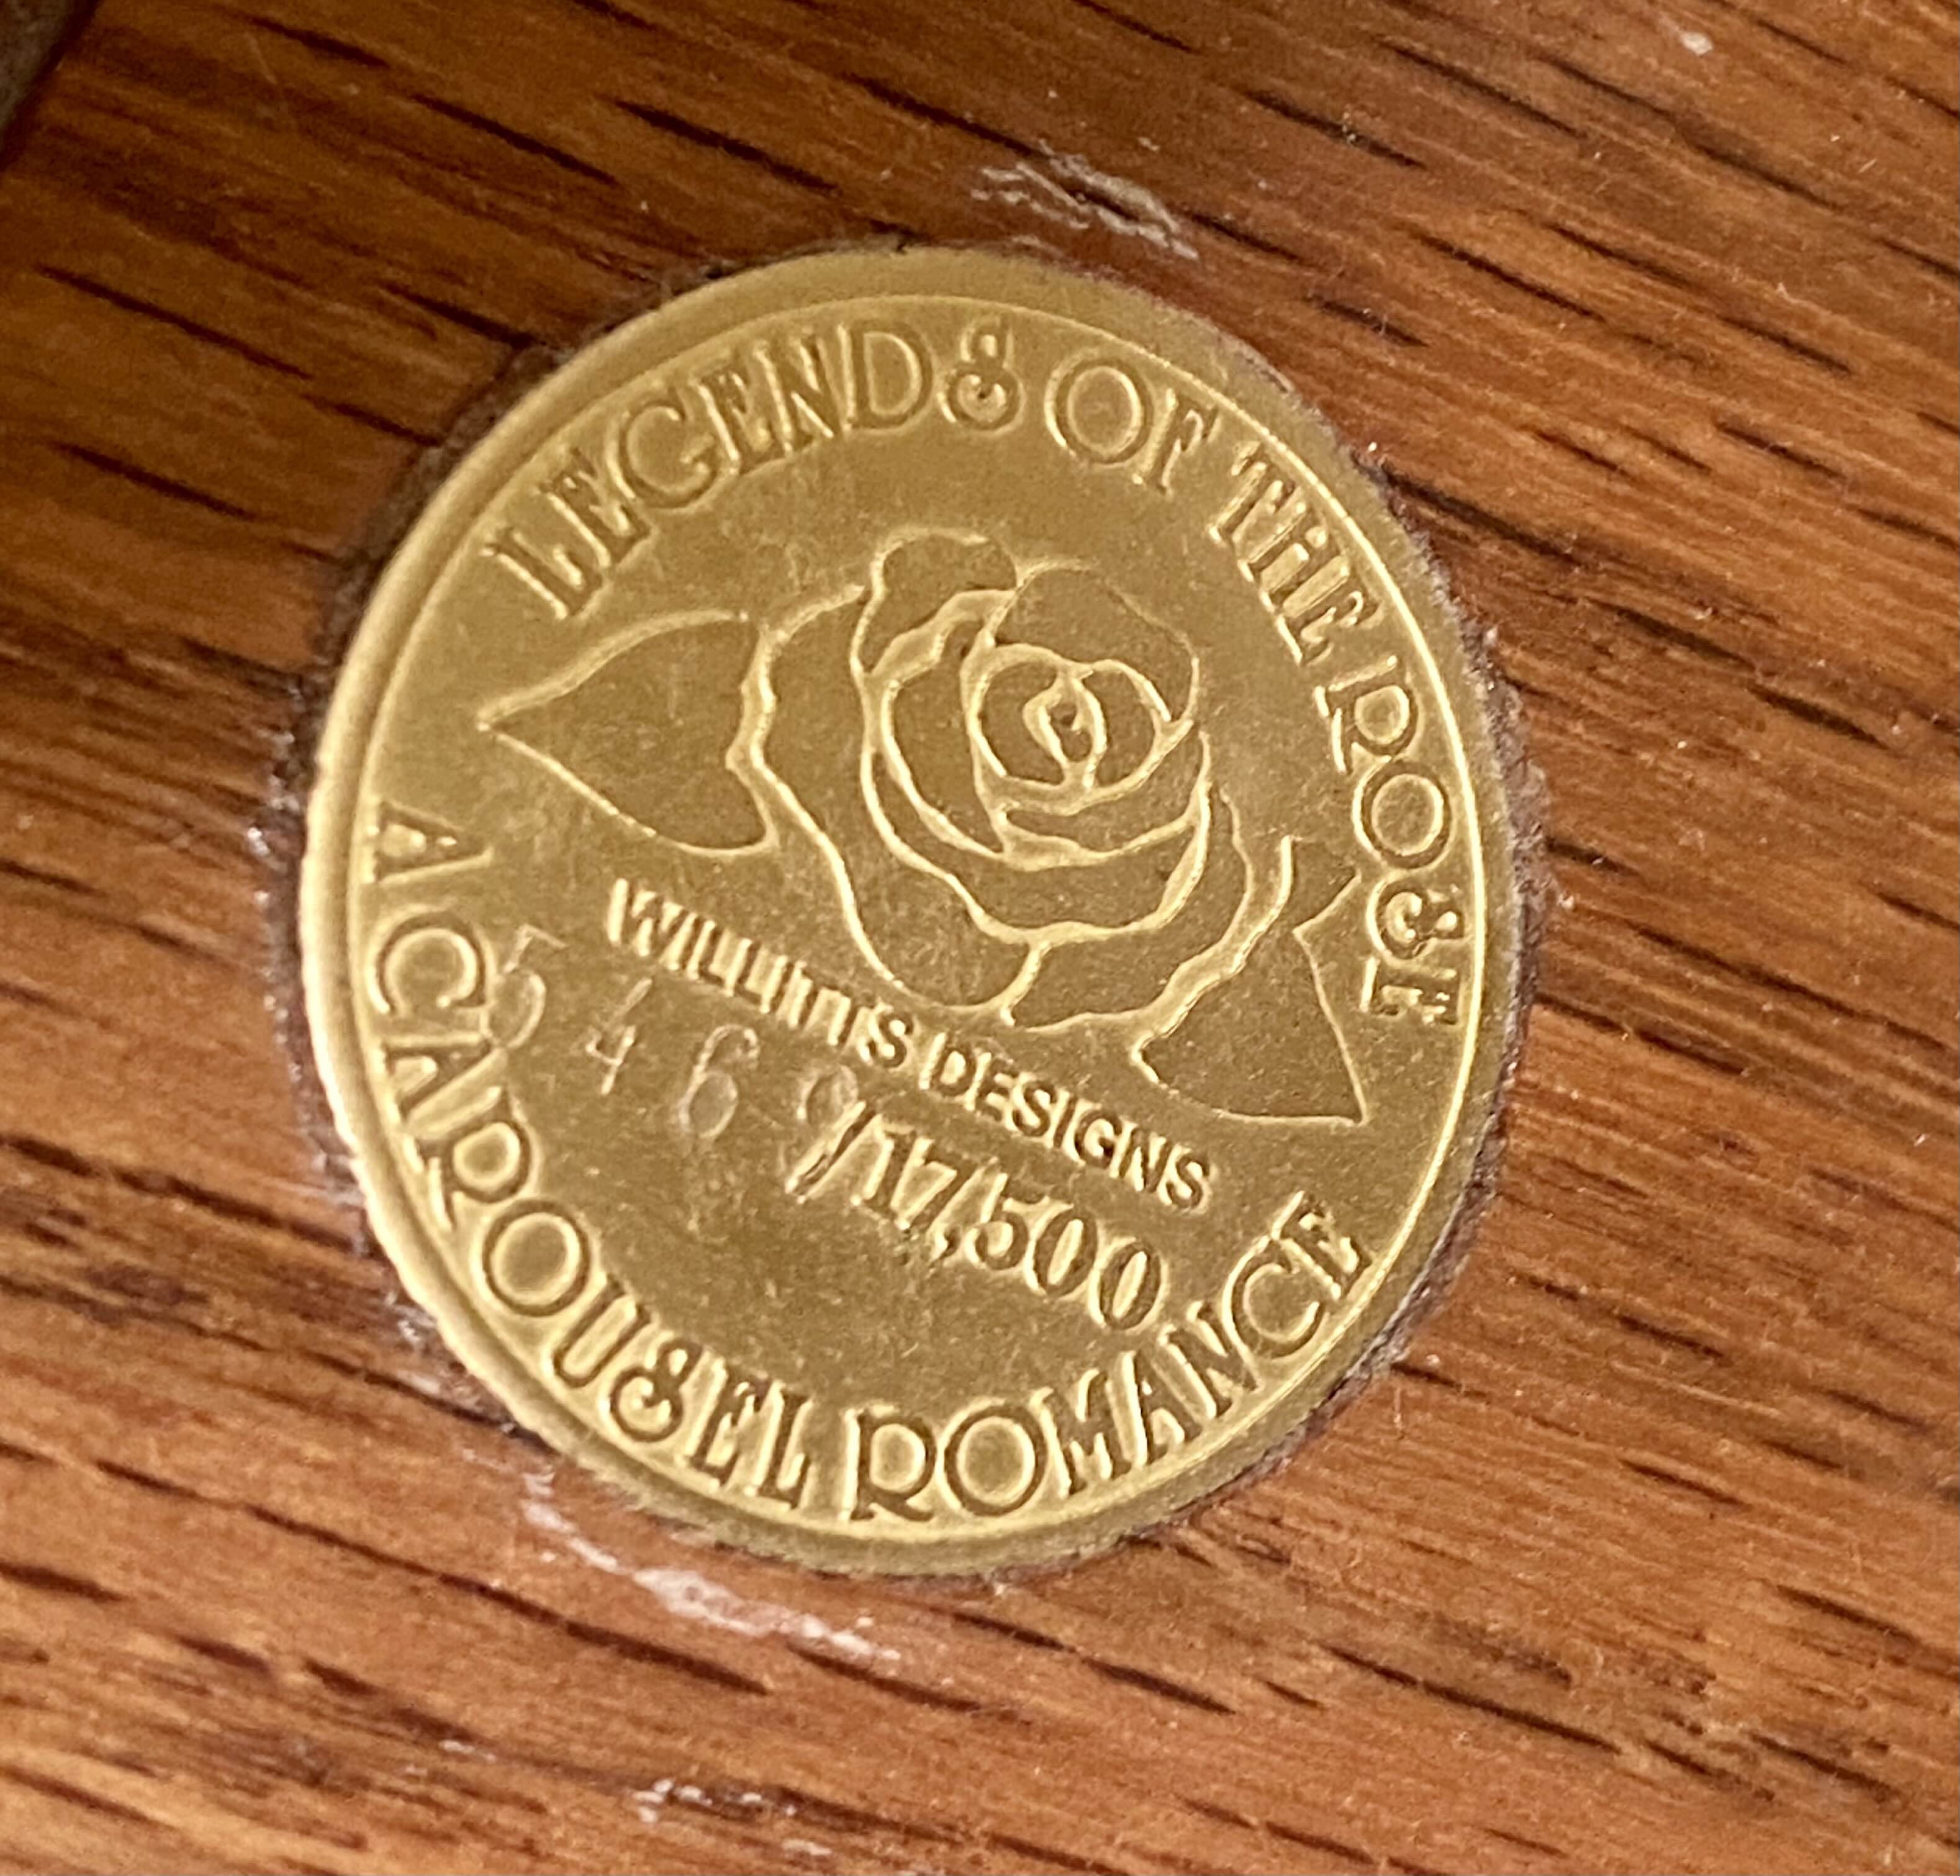 LEGENDS OF THE ROSE
WILLITTS DESIGNS
5469/17,500
A CAROUSEL ROMANCE